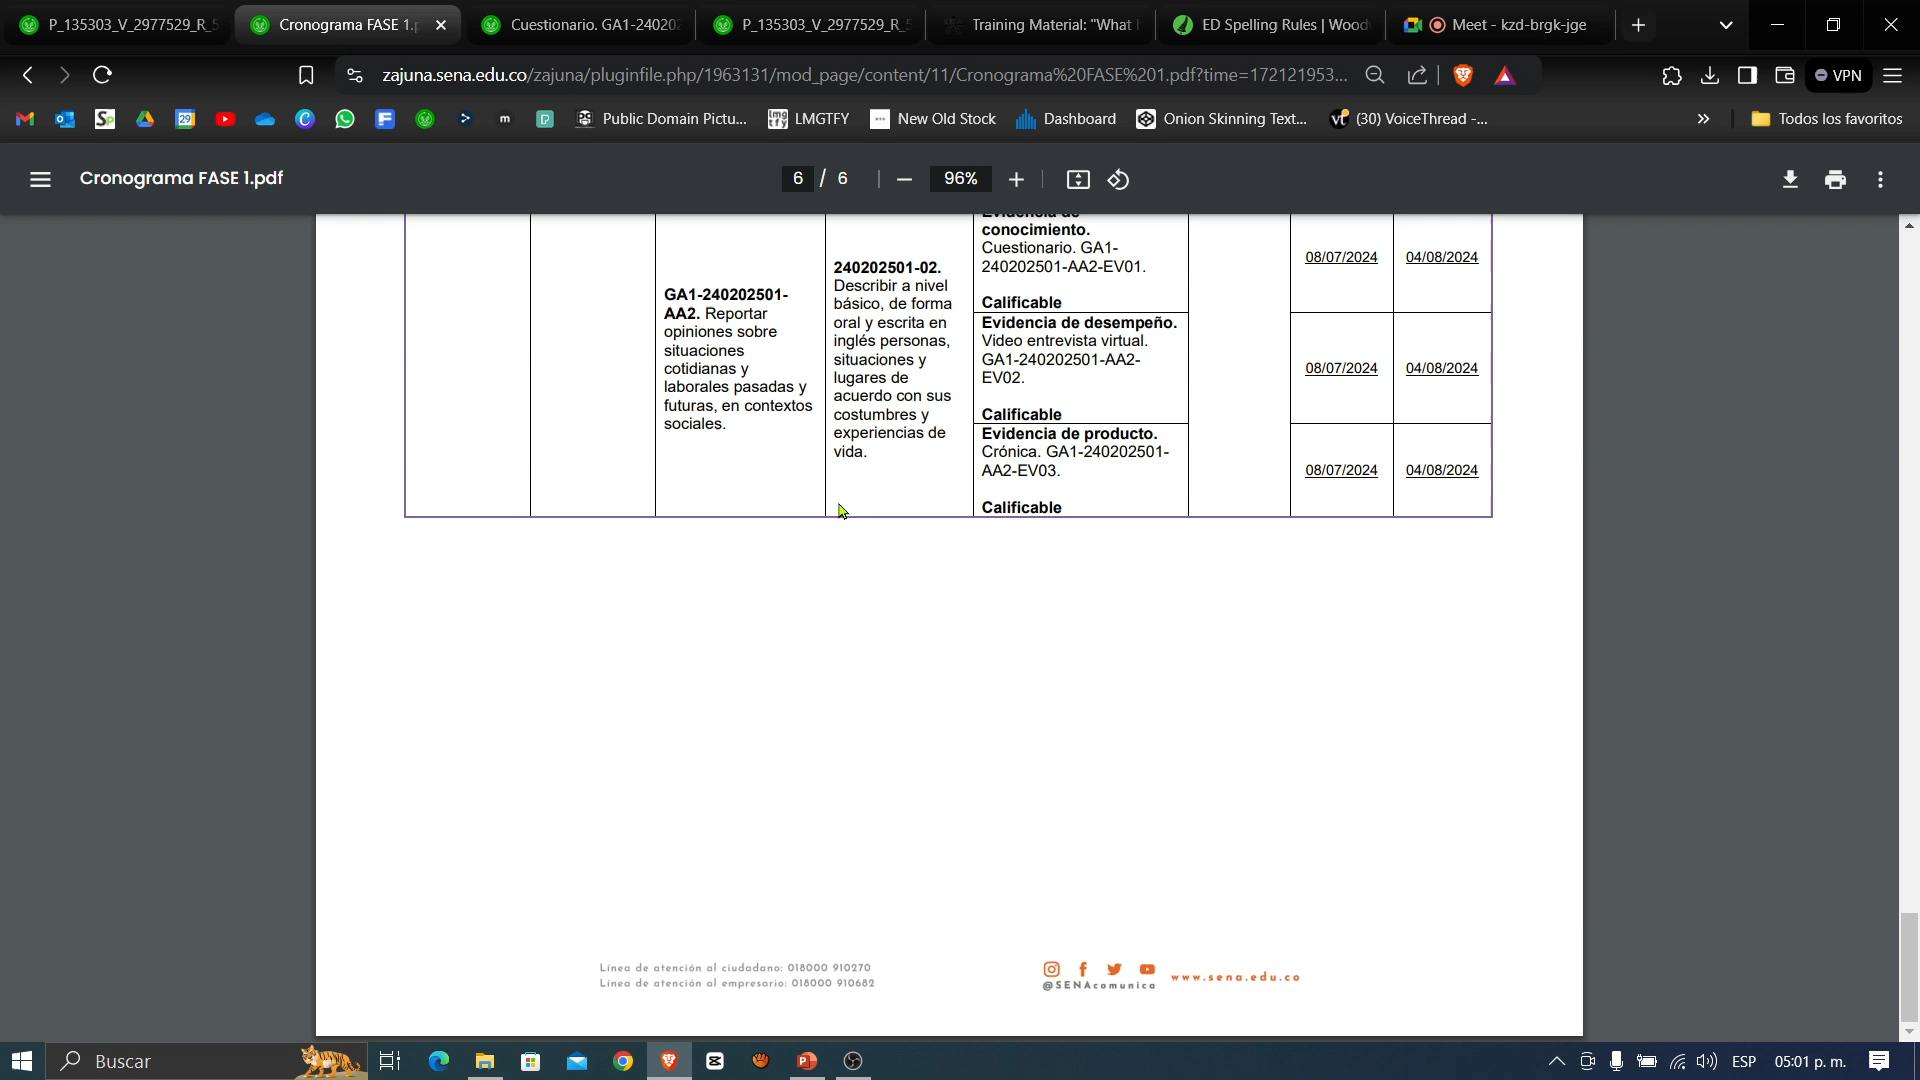 P_135303_V_2977529_R_5
Cronograma FASE 1.p
Cuestionario. GA1-24020
P_135303_V_2977529_R_5
Training Material: "What
ED Spelling Rules | Wood
Meet - kzd-brgk-jge
zajuna.sena.edu.co/zajuna/pluginfile.php/1963131/mod_page/content/11/Cronograma%20FASE%201.pdf?time=172121953...
VPN
Public Domain Pictu...
LMGTFY
New Old Stock
Dashboard
Onion Skinning Text...
(30) VoiceThread -...
Todos los favoritos
Cronograma FASE 1.pdf
6 / 6
96%
GA1-240202501-
AA2. Reportar
opiniones sobre
situaciones
cotidianas y
laborales pasadas y
futuras, en contextos
sociales.
240202501-02.
Describir a nivel
básico, de forma
oral y escrita en
inglés personas,
situaciones y
lugares de
acuerdo con sus
costumbres y
experiencias de
vida.
Evidencia de
conocimiento.
Cuestionario. GA1-
240202501-AA2-EV01.
Calificable
08/07/2024
04/08/2024
Evidencia de desempeño.
Video entrevista virtual.
GA1-240202501-AA2-
EV02.
Calificable
08/07/2024
04/08/2024
Evidencia de producto.
Crónica. GA1-240202501-
AA2-EV03.
Calificable
08/07/2024
04/08/2024
Línea de atención al ciudadano: 018000 910270
Línea de atención al empresario: 018000 910682
@SENAcomunica
www.sena.edu.co
Buscar
ESP
05:01 p. m.